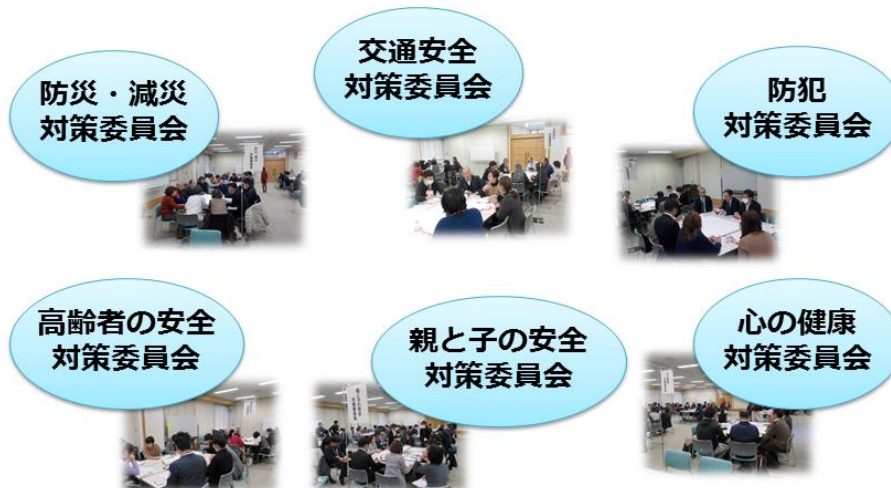 防災・減災
対策委員会
交通安全
対策委員会
防犯
対策委員会
高齢者の安全
対策委員会
親と子の安全
対策委員会
心の健康
対策委員会